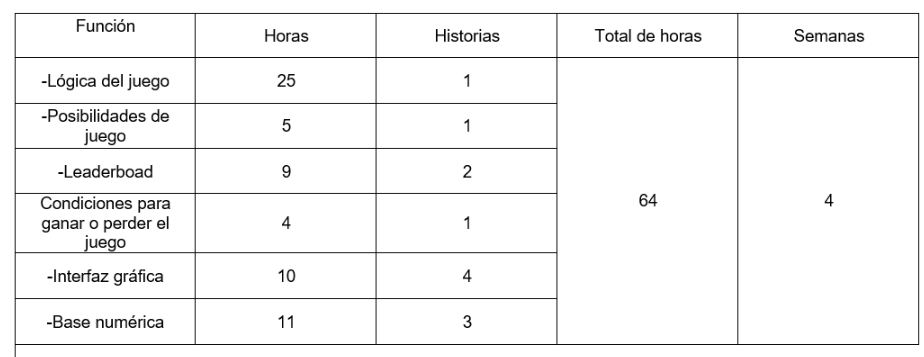 Función Horas Historias Total de horas Semanas
-Lógica del juego 25 1
-Posibilidades de
juego 5 1
-Leaderboad 9 2
Condiciones para
ganar o perder el
juego 4 1
64 4
-Interfaz gráfica 10 4
-Base numérica 11 3